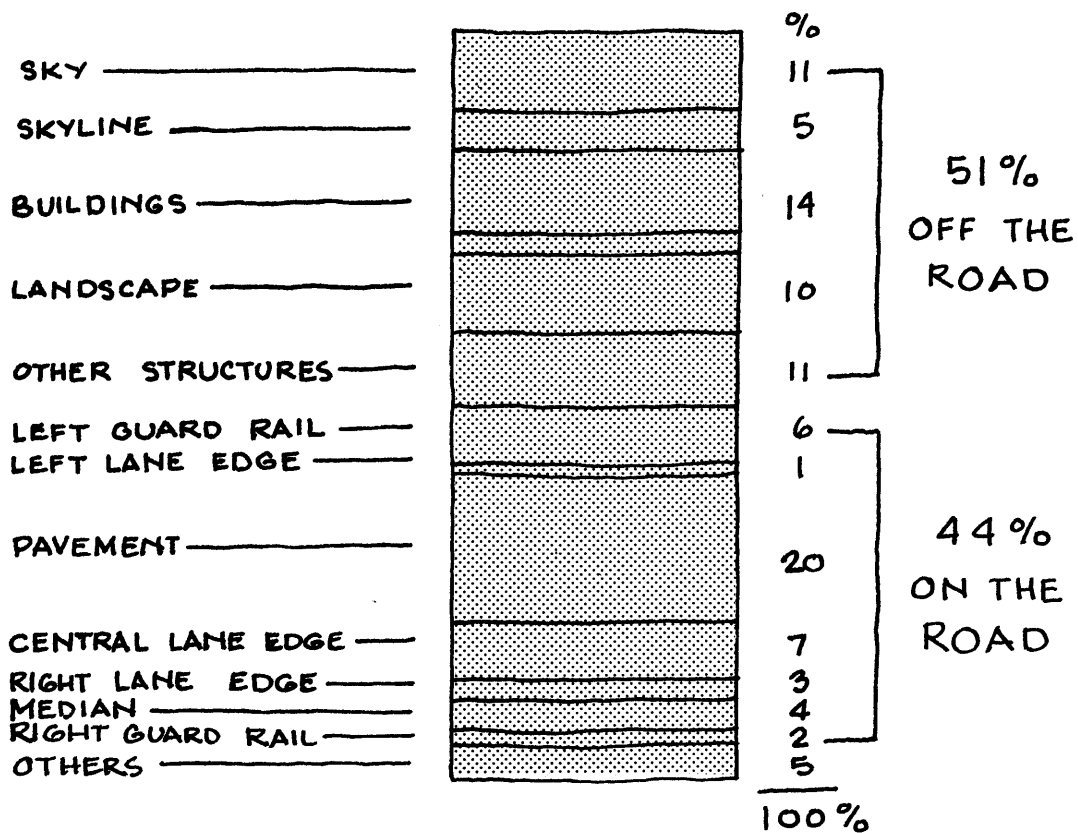 %
SKY 11
SKYLINE 5
BUILDINGS 14
LANDSCAPE 10
OTHER STRUCTURES 11
51%
OFF THE
ROAD
LEFT GUARD RAIL 6
LEFT LANE EDGE 1
PAVEMENT 20
CENTRAL LANE EDGE 7
RIGHT LANE EDGE 3
MEDIAN 4
RIGHT GUARD RAIL 2
44%
ON THE
ROAD
OTHERS 5
100%